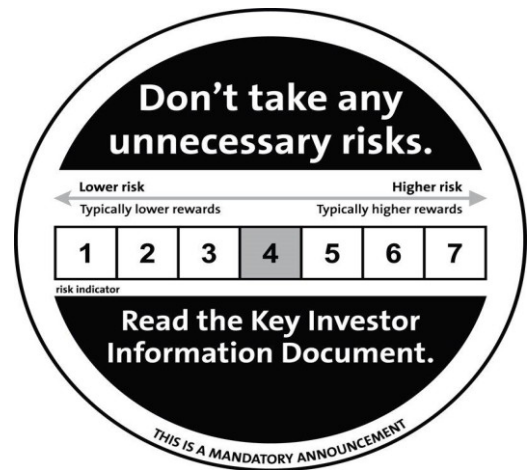 Don't take any
unnecessary risks.
Lower risk Higher risk
Typically lower rewards Typically higher rewards
1 2 3 4 5 6 7
risk indicator
Read the Key Investor
Information Document.
THIS IS A MANDATORY ANNOUNCEMENT